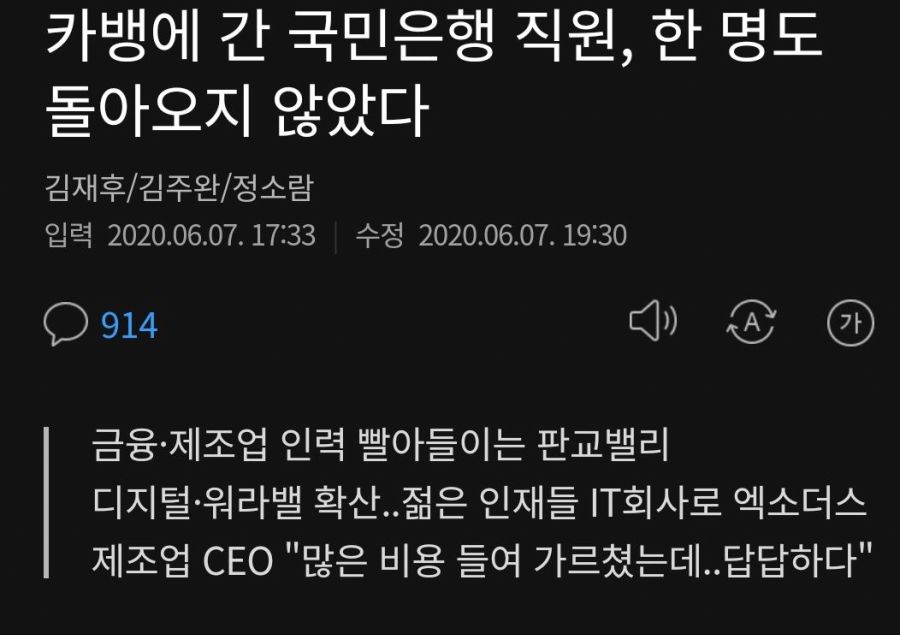 카뱅에 간 국민은행 직원, 한 명도
돌아오지 않았다
김재후/김주완/정소람
입력 2020.06.07. 17:33 | 수정 2020.06.07. 19:30
914
A
가
금융·제조업 인력 빨아들이는 판교밸리
디지털·워라밸 확산..젊은 인재들 IT회사로 엑소더스
제조업 CEO "많은 비용 들여 가르쳤는데..답답하다"